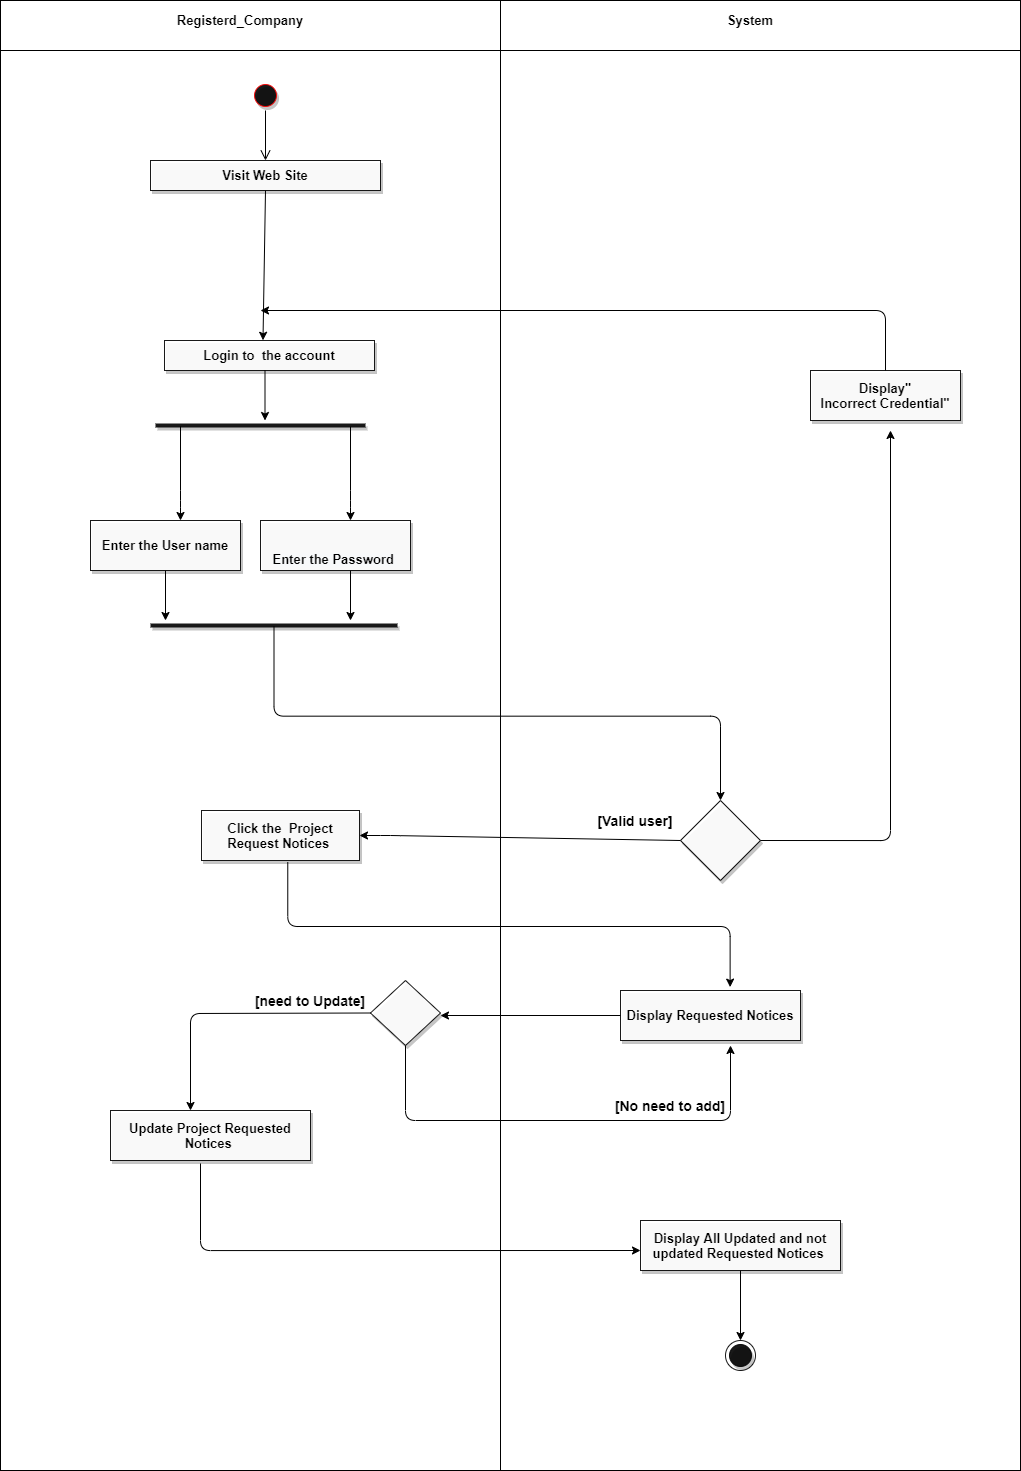 Registerd_Company
System
Visit Web Site
Login to  the account
Display"
Incorrect Credential"
Enter the User name
Enter the Password
[Valid user]
Click the  Project
Request Notices
[need to Update]
Display Requested Notices
[No need to add]
Update Project Requested
Notices
Display All Updated and not
updated Requested Notices